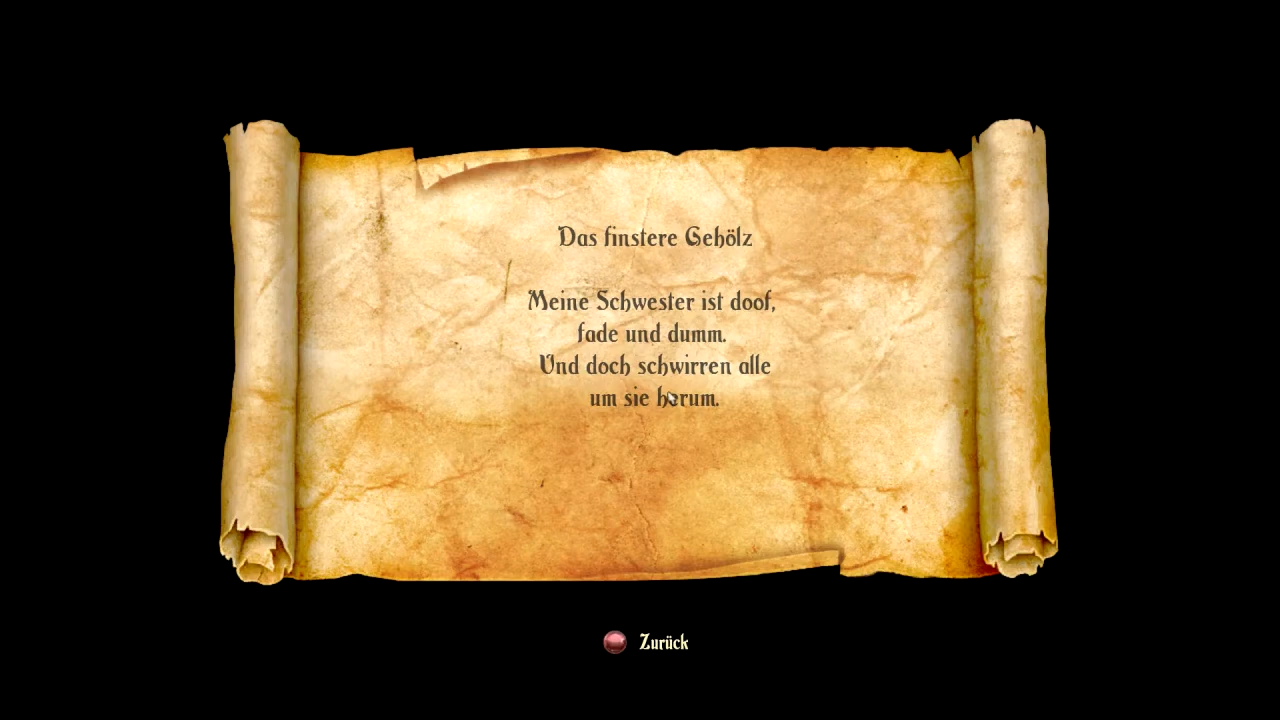 Das finstere Gehölz
Meine Schwester ist doof,
fade und dumm.
Und doch schwirren alle
um sie herum.
Zurück